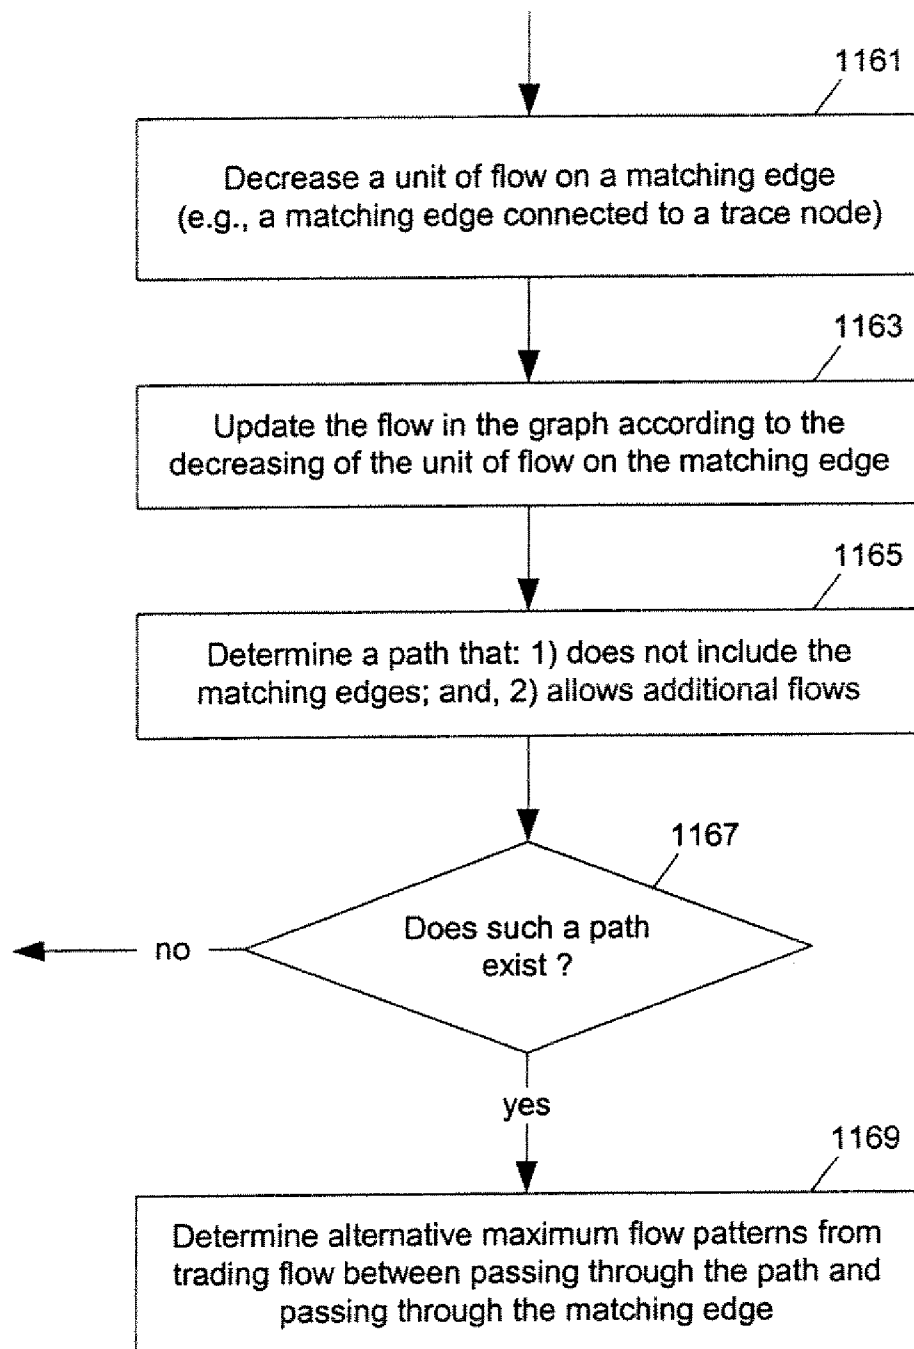 1161
Decrease a unit of flow on a matching edge
(e.g., a matching edge connected to a trace node)
1163
Update the flow in the graph according to the
decreasing of the unit of flow on the matching edge
1165
Determine a path that: 1) does not include the
matching edges; and, 2) allows additional flows
1167
Does such a path
exist ?
no
yes
1169
Determine alternative maximum flow patterns from
trading flow between passing through the path and
passing through the matching edge